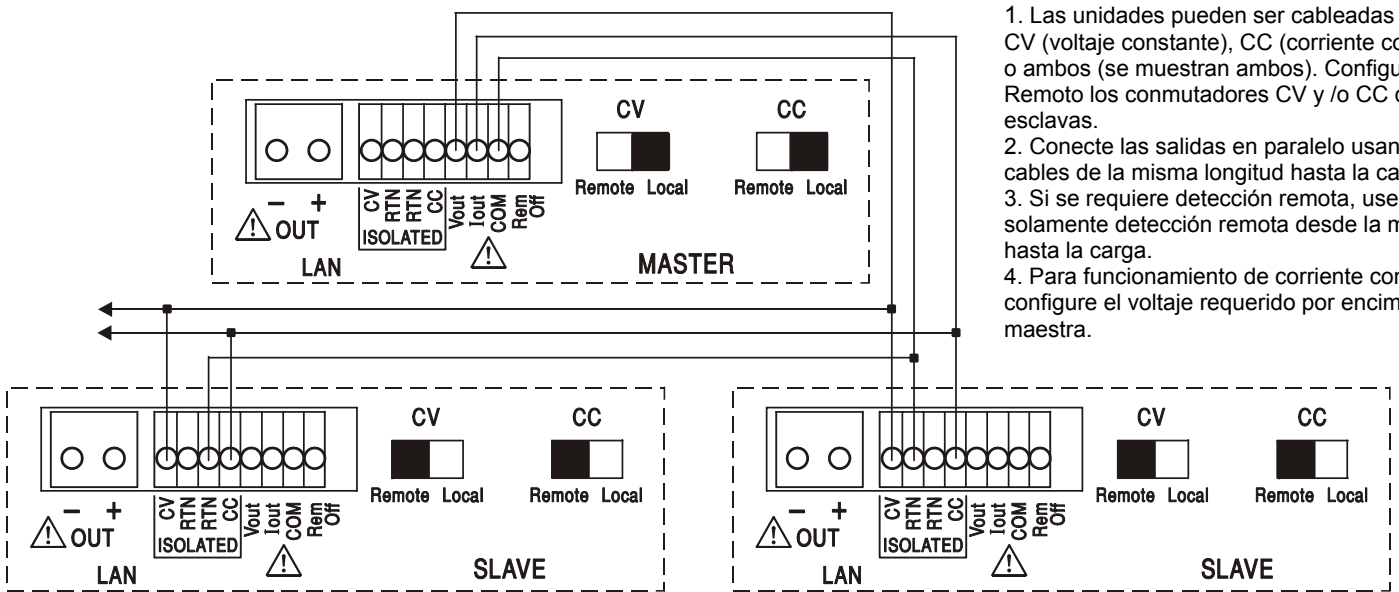 1. Las unidades pueden ser cableadas
CV (voltaje constante), CC (corriente
o ambos (se muestran ambos).
Remoto los conmutadores CV y /o CC
esclavas.
2. Conecte las salidas en paralelo
cables de la misma longitud hasta la
3. Si se requiere detección remota, use
solamente detección remota desde la
hasta la carga.
4. Para funcionamiento de corriente
configure el voltaje requerido por
maestra.
CV CC
Remote Local Remote Local
- +
OUT
CV RTN RTN CC Vout Iout COM Rem Off
ISOLATED
LAN MASTER
CV CC
Remote Local Remote Local
- +
OUT
CV RTN RTN CC Vout Iout COM Rem Off
ISOLATED
LAN SLAVE
CV CC
Remote Local Remote Local
- +
OUT
CV RTN RTN CC Vout Iout COM Rem Off
ISOLATED
LAN SLAVE